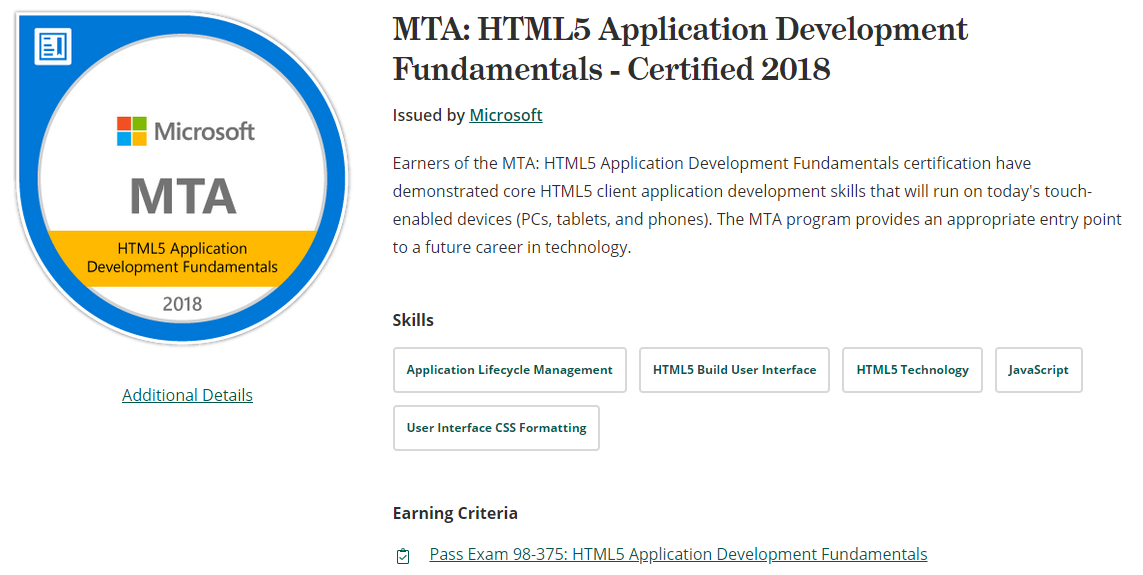 Microsoft
MTA
HTML5 Application
Development Fundamentals
2018
Additional Details
MTA: HTML5 Application Development
Fundamentals - Certified 2018
Issued by Microsoft
Earners of the MTA: HTML5 Application Development Fundamentals certification have
demonstrated core HTML5 client application development skills that will run on today's touch-
enabled devices (PCs, tablets, and phones). The MTA program provides an appropriate entry point
to a future career in technology.
Skills
Application Lifecycle Management
HTML5 Build User Interface
HTML5 Technology
JavaScript
User Interface CSS Formatting
Earning Criteria
Pass Exam 98-375: HTML5 Application Development Fundamentals